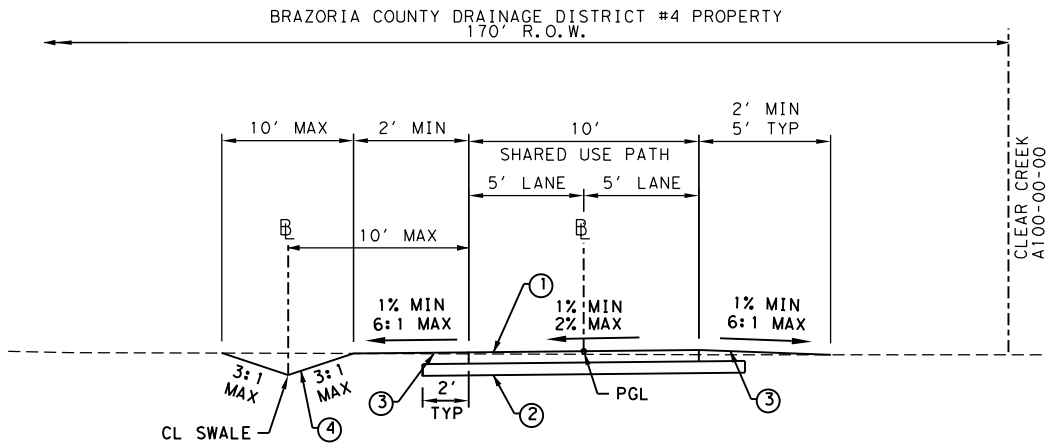 BRAZORIA COUNTY DRAINAGE DISTRICT #4 PROPERTY
170' R.O.W.
2' MIN
5' TYP
10' MAX
2' MIN
10'
SHARED USE PATH
5' LANE
5' LANE
CLEAR CREEK
A100-00-00
BL
BL
10' MAX
1
1% MIN
6:1 MAX
1% MIN
2% MAX
1% MIN
6:1 MAX
3:1
MAX
3:1
MAX
3
2'
TYP
2
PGL
3
CL SWALE
4